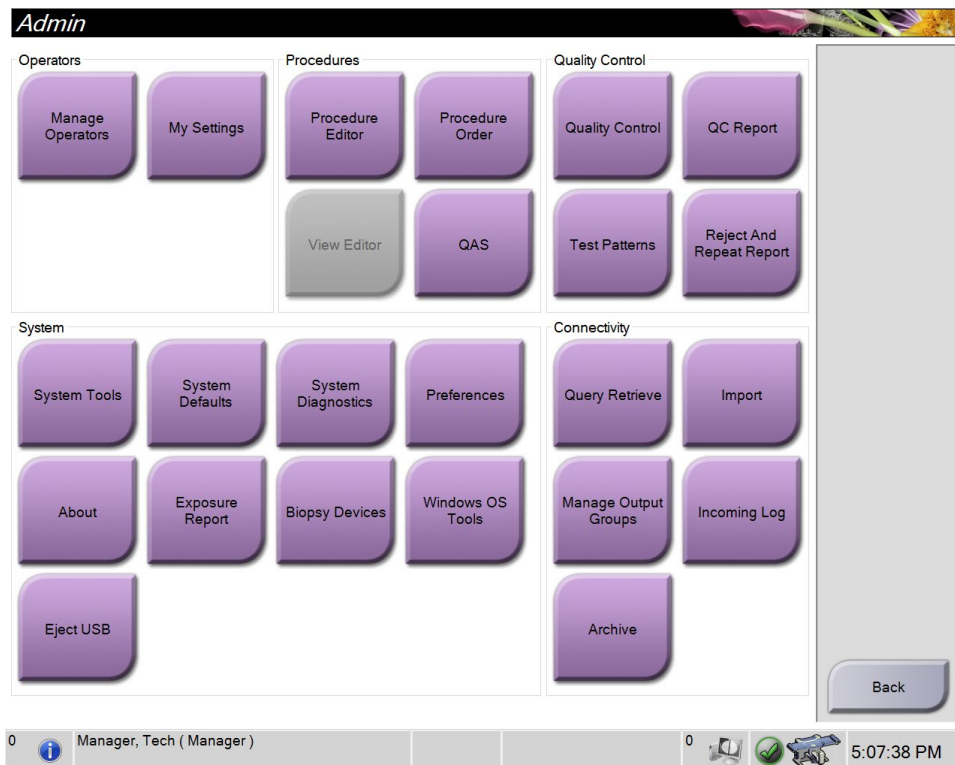 Admin
Operators
Manage
Operators
My Settings
Procedures
Procedure
Editor
Procedure
Order
View Editor
QAS
Quality Control
Quality Control
QC Report
Test Patterns
Reject And
Repeat Report
System
System Tools
System
Defaults
System
Diagnostics
Preferences
About
Exposure
Report
Biopsy Devices
Windows OS
Tools
Eject USB
Connectivity
Query Retrieve
Import
Manage Output
Groups
Incoming Log
Archive
Back
0
Manager, Tech ( Manager )
0
5:07:38 PM